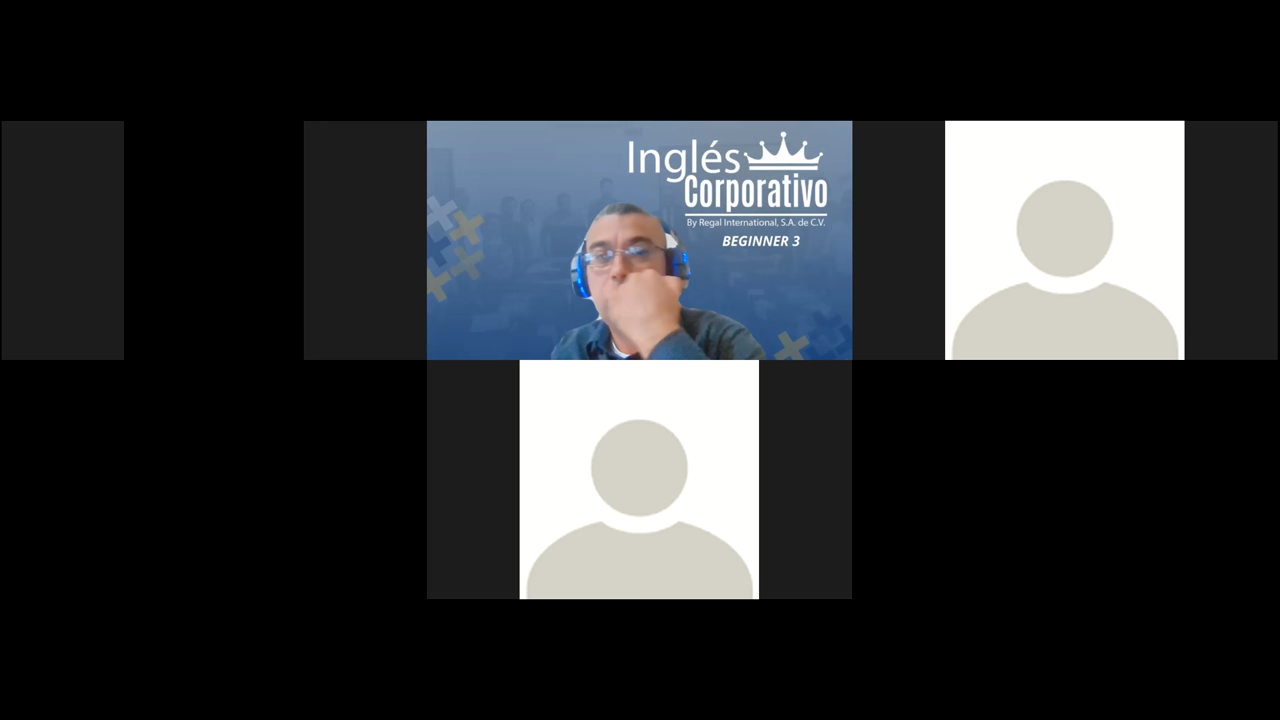 Inglés
Corporativo
By Regal International, S.A. de C.V.
BEGINNER 3